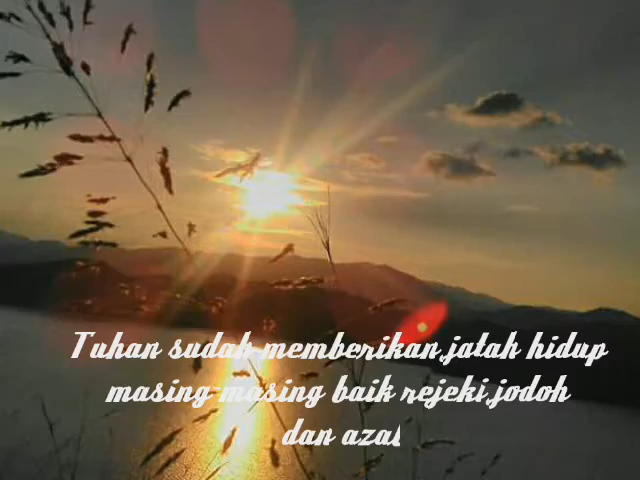 Tuhan sudah memberikan,jatah hidup
masing-masing baik rejeki,jodoh
dan azal